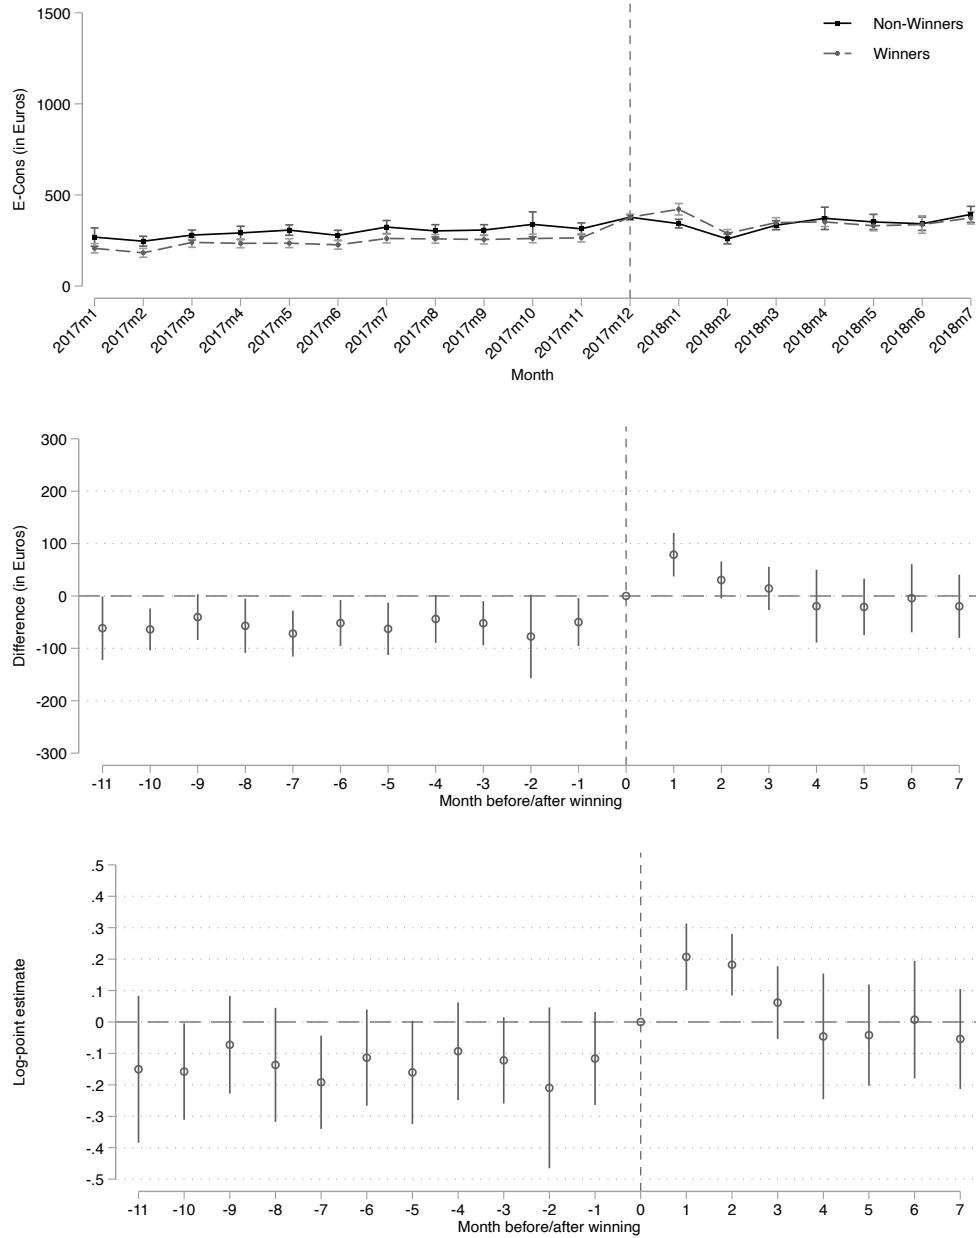 1500
1000
500
0
E-Cons (in Euros)
Non-Winners
Winners
2017m1
2017m2
2017m3
2017m4
2017m5
2017m6
2017m7
2017m8
2017m9
2017m10
2017m11
2017m12
2018m1
2018m2
2018m3
2018m4
2018m5
2018m6
2018m7
Month
300
200
100
0
-100
-200
-300
Difference (in Euros)
-11 -10 -9 -8 -7 -6 -5 -4 -3 -2 -1 0 1 2 3 4 5 6 7
Month before/after winning
.5
.4
.3
.2
.1
0
-.1
-.2
-.3
-.4
-.5
Log-point estimate
-11 -10 -9 -8 -7 -6 -5 -4 -3 -2 -1 0 1 2 3 4 5 6 7
Month before/after winning